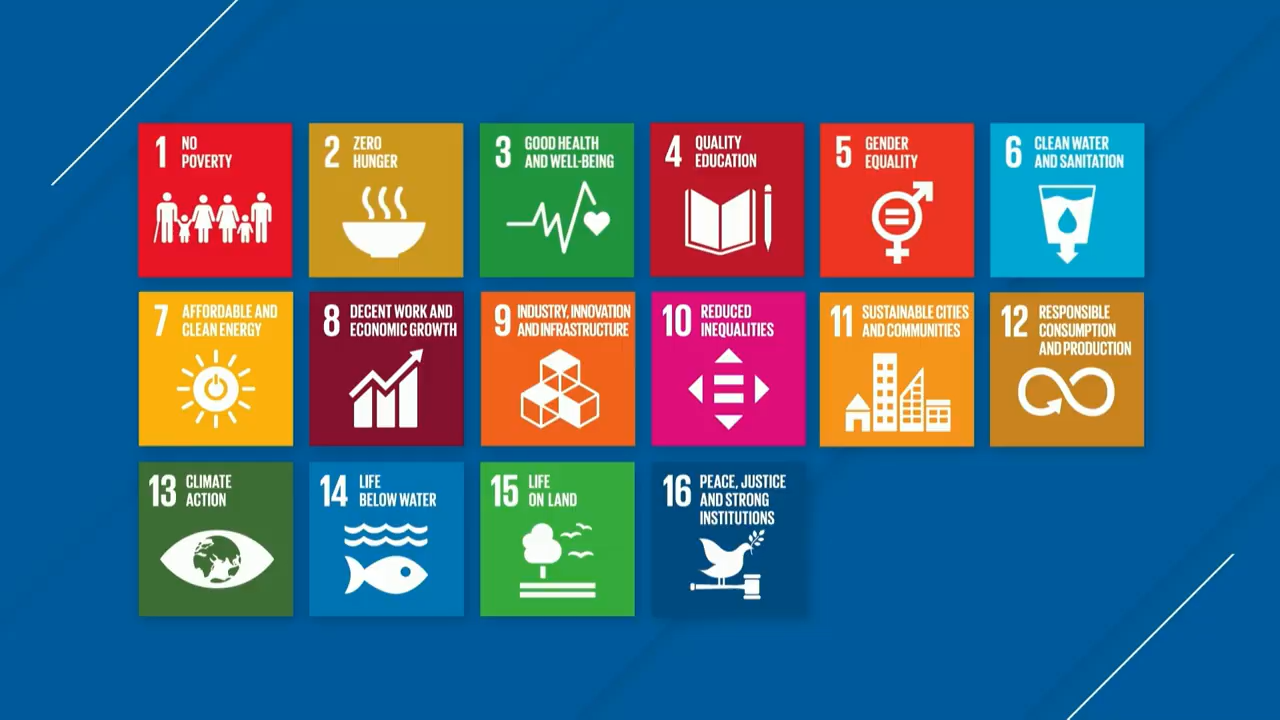 1 NO
POVERTY
2 ZERO
HUNGER
3 GOOD HEALTH
AND WELL-BEING
4 QUALITY
EDUCATION
5 GENDER
EQUALITY
6 CLEAN WATER
AND SANITATION
7 AFFORDABLE AND
CLEAN ENERGY
8 DECENT WORK AND
ECONOMIC GROWTH
9 INDUSTRY, INNOVATION
AND INFRASTRUCTURE
10 REDUCED
INEQUALITIES
11 SUSTAINABLE CITIES
AND COMMUNITIES
12 RESPONSIBLE
CONSUMPTION
AND PRODUCTION
13 CLIMATE
ACTION
14 LIFE
BELOW WATER
15 LIFE
ON LAND
16 PEACE, JUSTICE
AND STRONG
INSTITUTIONS